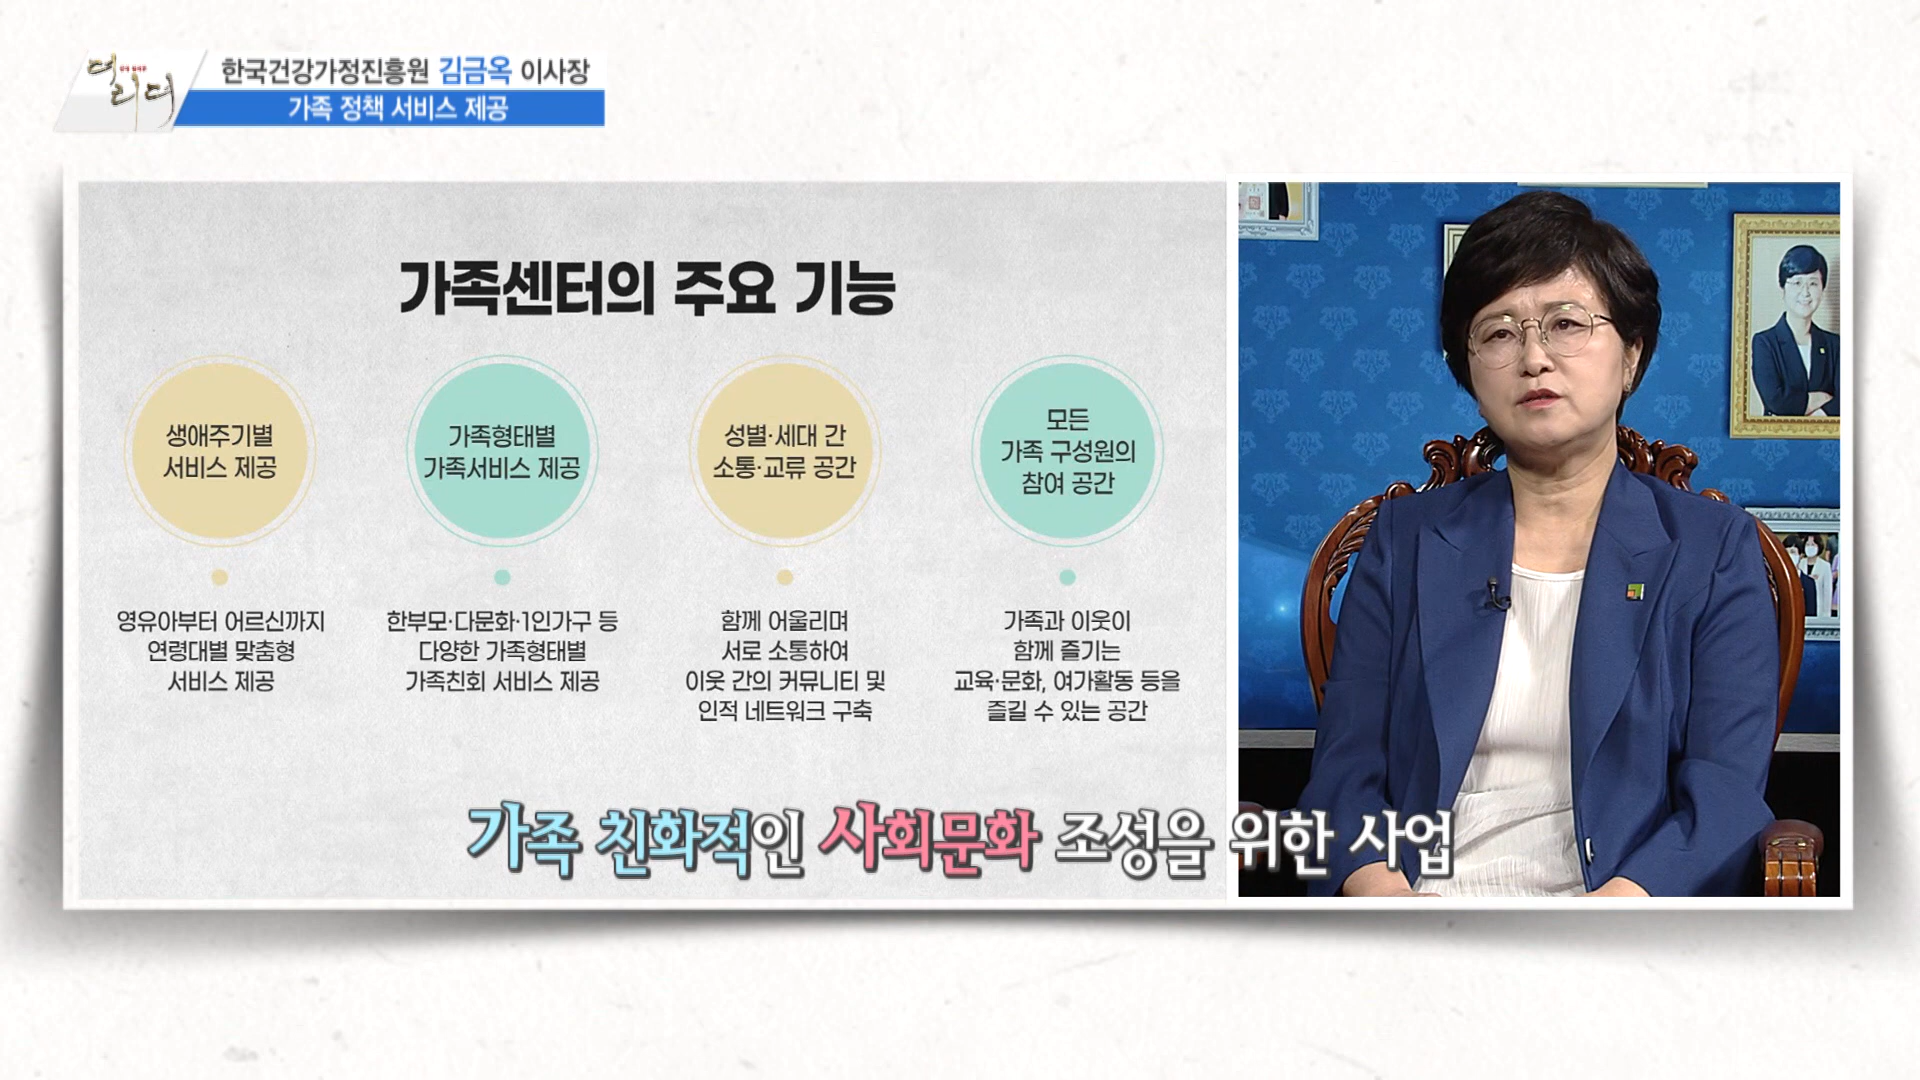 더리더
한국건강가정진흥원 김금옥 이사장
가족 정책 서비스 제공
가족센터의 주요 기능
생애주기별
서비스 제공
영유아부터 어르신까지
연령대별 맞춤형
서비스 제공
가족형태별
가족서비스 제공
한부모·다문화·1인가구 등
다양한 가족형태별
가족친회 서비스 제공
성별·세대 간
소통·교류 공간
함께 어울리며
서로 소통하여
이웃 간의 커뮤니티 및
인적 네트워크 구축
모든
가족 구성원의
참여 공간
가족과 이웃이
함께 즐기는
교육·문화, 여가활동 등을
즐길 수 있는 공간
가족 친화적인 사회문화 조성을 위한 사업